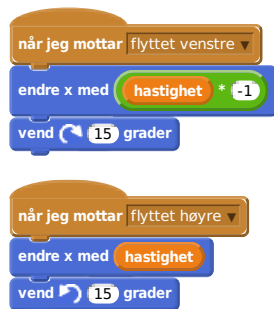 når jeg mottar flyttet venstre
endre x med hastighet * -1
vend 15 grader
når jeg mottar flyttet høyre
endre x med hastighet
vend 15 grader